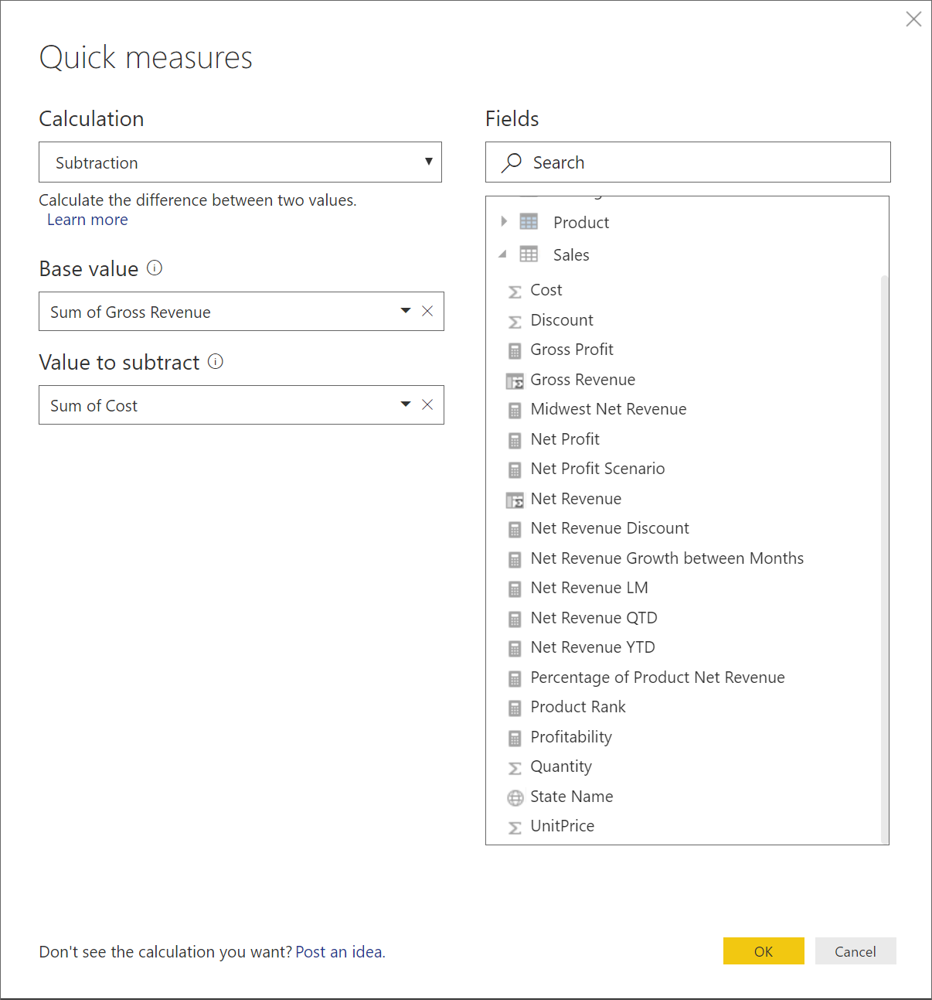 Quick measures
Calculation
Subtraction
Calculate the difference between two values.
Learn more
Base value
Sum of Gross Revenue
Value to subtract
Sum of Cost
Fields
Search
Product
Sales
Cost
Discount
Gross Profit
Gross Revenue
Midwest Net Revenue
Net Profit
Net Profit Scenario
Net Revenue
Net Revenue Discount
Net Revenue Growth between Months
Net Revenue LM
Net Revenue QTD
Net Revenue YTD
Percentage of Product Net Revenue
Product Rank
Profitability
Quantity
State Name
UnitPrice
Don't see the calculation you want? Post an idea.
OK
Cancel